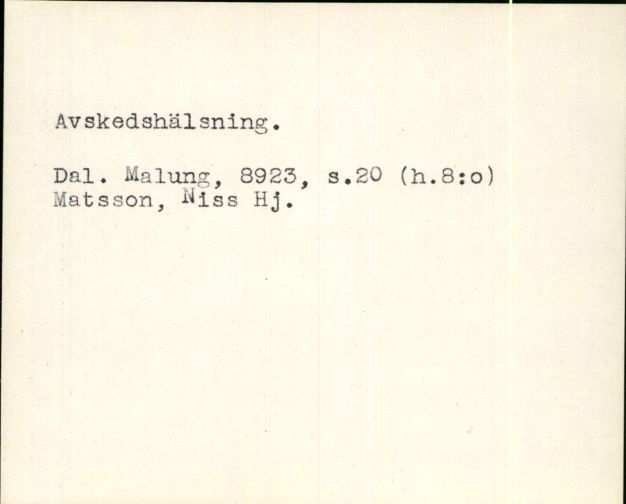 Avskedshälsning.
Dal. Malung, 8923, s.20 (h.8:o)
Matsson, Niss Hj.